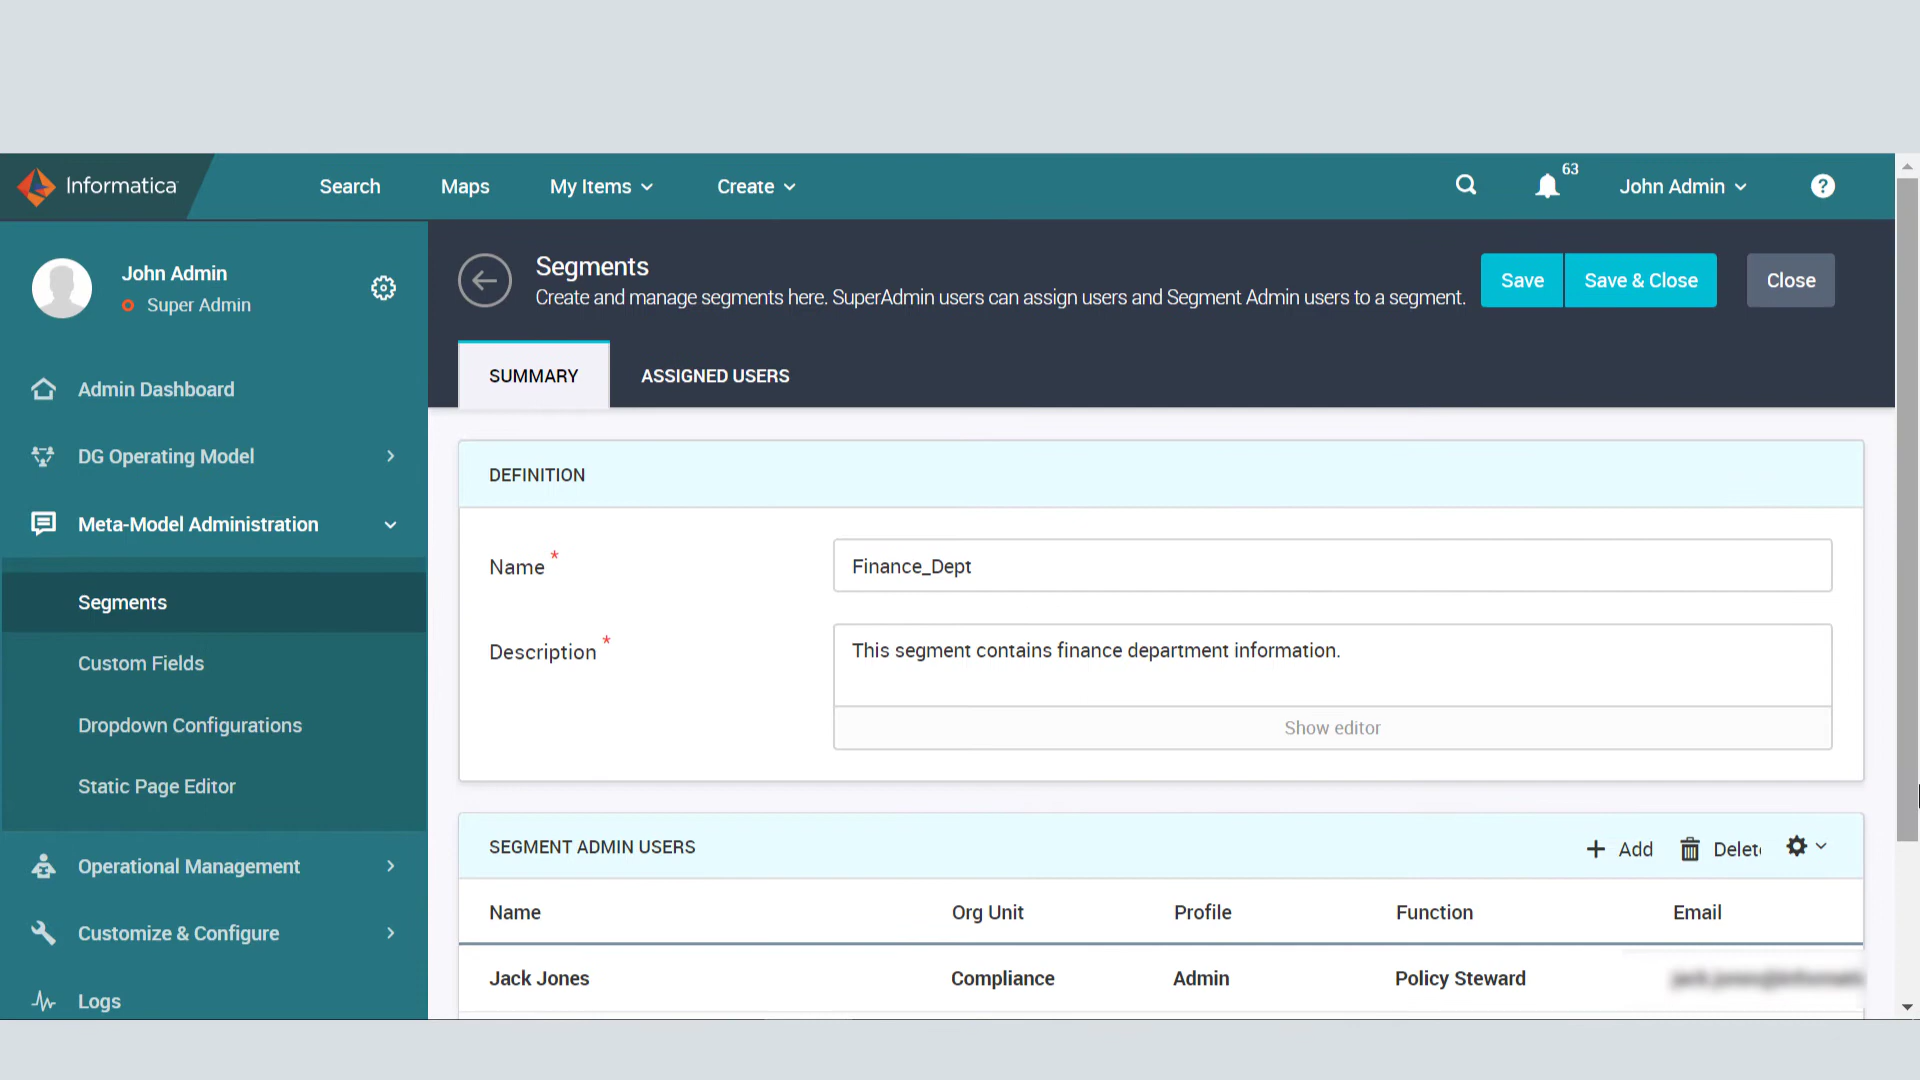 Informatica
Search
Maps
My Items
Create
63
John Admin
?
John Admin
Super Admin
Admin Dashboard
DG Operating Model
Meta-Model Administration
Segments
Custom Fields
Dropdown Configurations
Static Page Editor
Operational Management
Customize & Configure
Logs
Segments
Create and manage segments here. SuperAdmin users can assign users and Segment Admin users to a segment.
Save
Save & Close
Close
SUMMARY
ASSIGNED USERS
DEFINITION
Name *
Finance_Dept
Description *
This segment contains finance department information.
Show editor
SEGMENT ADMIN USERS
Add
Delet
Name Org Unit Profile Function Email
Jack Jones Compliance Admin Policy Steward